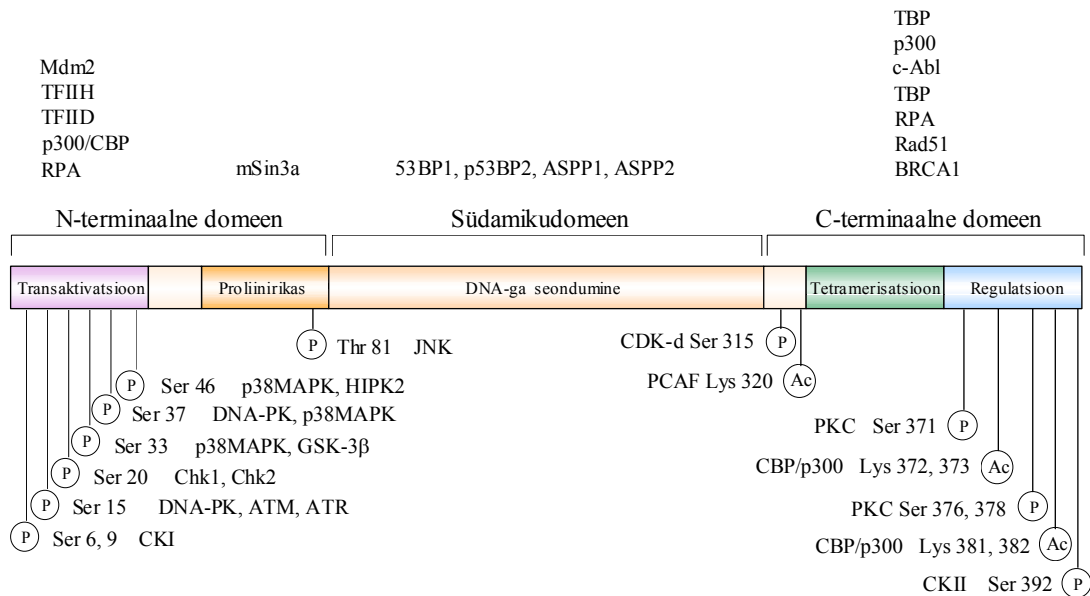 TBP
p300
Mdm2
c-Abl
TFIIH
TBP
TFIID
RPA
p300/CBP
Rad51
RPA
mSin3a
53BP1, p53BP2, ASPP1, ASPP2
BRCA1
N-terminaalne domeen
Südamikudomeen
C-terminaalne domeen
Transaktivatsioon
Proliinirikas
DNA-ga seondumine
Tetramerisatsioon
Regulatsioon
P Thr 81 JNK
CDK-d Ser 315 P
P Ser 46 p38MAPK, HIPK2
PCAF Lys 320 Ac
P Ser 37 DNA-PK, p38MAPK
PKC Ser 371 P
P Ser 33 p38MAPK, GSK-3β
CBP/p300 Lys 372, 373 Ac
P Ser 20 Chk1, Chk2
P Ser 15 DNA-PK, ATM, ATR
PKC Ser 376, 378 P
P Ser 6, 9 CKI
CBP/p300 Lys 381, 382 Ac
CKII Ser 392 P